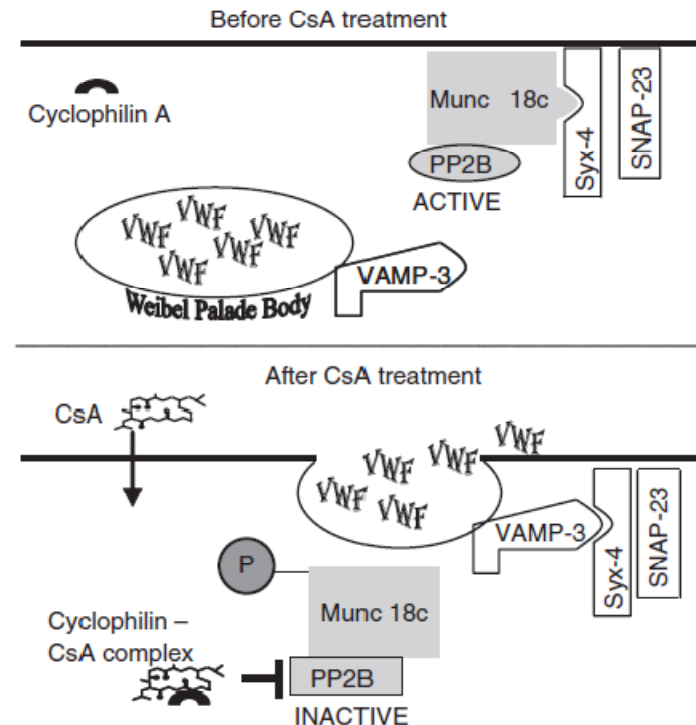 Before CsA treatment
Cyclophilin A
Munc 18c
Syx-4
SNAP-23
PP2B
ACTIVE
VWF
VWF
VWF
VWF
VWF
VWF
Weibel Palade Body
VAMP-3
After CsA treatment
CsA
VWF
VWF
VWF
VWF
VWF
VAMP-3
Syx-4
SNAP-23
P
Munc 18c
Cyclophilin –
CsA complex
PP2B
INACTIVE